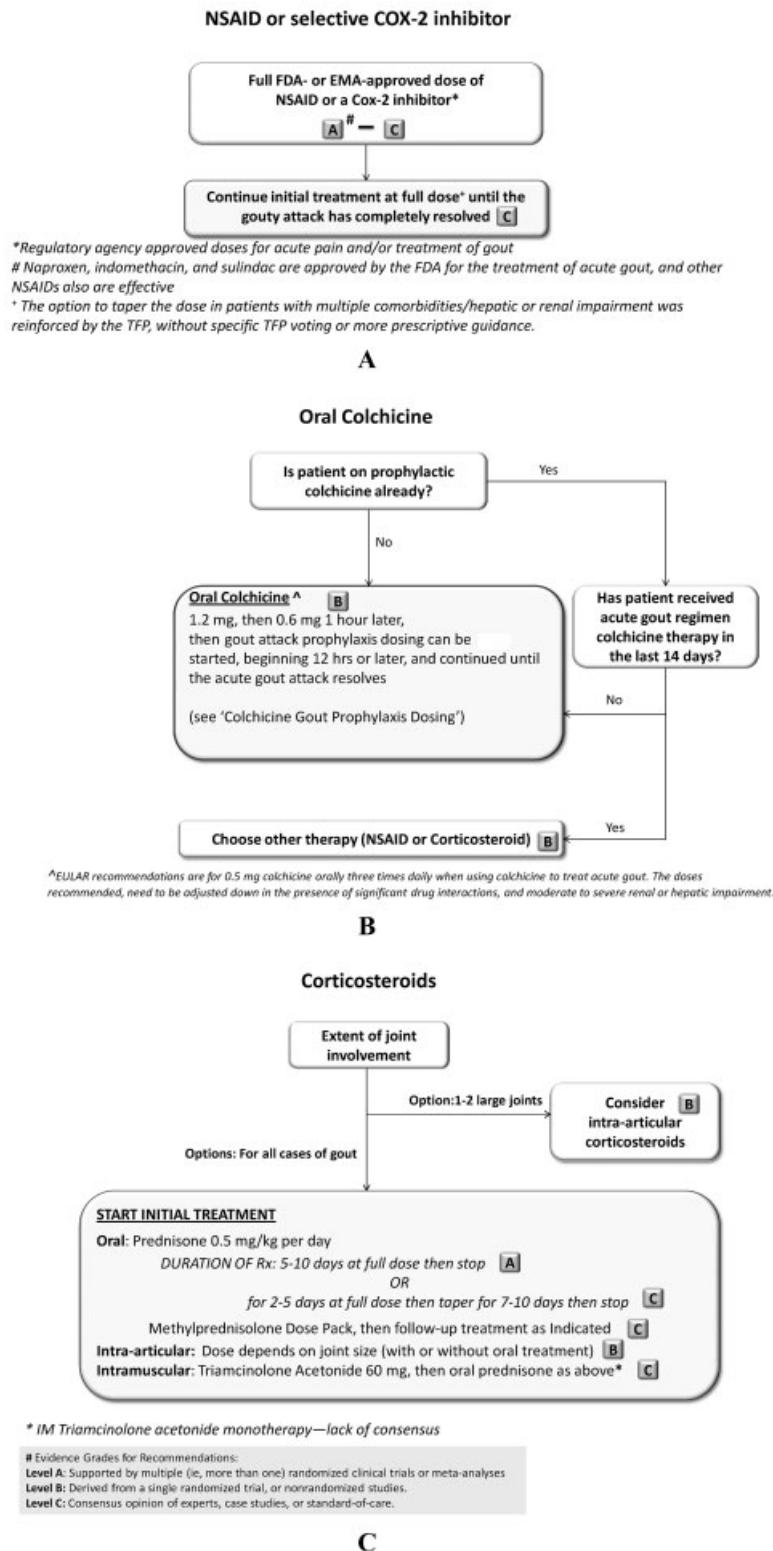 NSAID or selective COX-2 inhibitor
Full FDA- or EMA-approved dose of
NSAID or a Cox-2 inhibitor*
A # – C
Continue initial treatment at full dose⁺ until the
gouty attack has completely resolved C
*Regulatory agency approved doses for acute pain and/or treatment of gout
# Naproxen, indomethacin, and sulindac are approved by the FDA for the treatment of acute gout, and other
NSAIDs also are effective
⁺ The option to taper the dose in patients with multiple comorbidities/hepatic or renal impairment was
reinforced by the TFP, without specific TFP voting or more prescriptive guidance.
A
Oral Colchicine
Is patient on prophylactic
colchicine already?
Yes
No
Oral Colchicine ^ B
1.2 mg, then 0.6 mg 1 hour later,
then gout attack prophylaxis dosing can be
started, beginning 12 hrs or later, and continued until
the acute gout attack resolves
(see 'Colchicine Gout Prophylaxis Dosing')
Has patient received
acute gout regimen
colchicine therapy in
the last 14 days?
No
Yes
Choose other therapy (NSAID or Corticosteroid) B
^EULAR recommendations are for 0.5 mg colchicine orally three times daily when using colchicine to treat acute gout. The doses
recommended, need to be adjusted down in the presence of significant drug interactions, and moderate to severe renal or hepatic impairment.
B
Corticosteroids
Extent of joint
involvement
Option:1-2 large joints
Consider B
intra-articular
corticosteroids
Options: For all cases of gout
START INITIAL TREATMENT
Oral: Prednisone 0.5 mg/kg per day
DURATION OF Rx: 5-10 days at full dose then stop A
OR
for 2-5 days at full dose then taper for 7-10 days then stop C
Methylprednisolone Dose Pack, then follow-up treatment as Indicated C
Intra-articular: Dose depends on joint size (with or without oral treatment) B
Intramuscular: Triamcinolone Acetonide 60 mg, then oral prednisone as above* C
* IM Triamcinolone acetonide monotherapy—lack of consensus
# Evidence Grades for Recommendations:
Level A: Supported by multiple (ie, more than one) randomized clinical trials or meta-analyses
Level B: Derived from a single randomized trial, or nonrandomized studies.
Level C: Consensus opinion of experts, case studies, or standard-of-care.
C